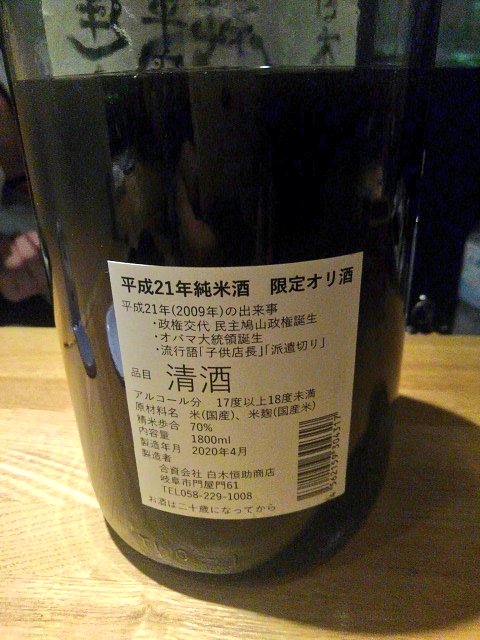 平成21年純米酒　限定オリ酒
平成21年(2009年)の出来事
・政権交代 民主鳩山政権誕生
・オバマ大統領誕生
・流行語「子供店長」「派遣切り」
品目 清酒
アルコール分 17度以上18度未満
原材料名 米(国産)、米麹(国産米)
精米歩合 70%
内容量 1800ml
製造年月 2020年4月
製造者
合資会社 白木恒助商店
岐阜市門屋門61
TEL058-229-1008
お酒は二十歳になってから